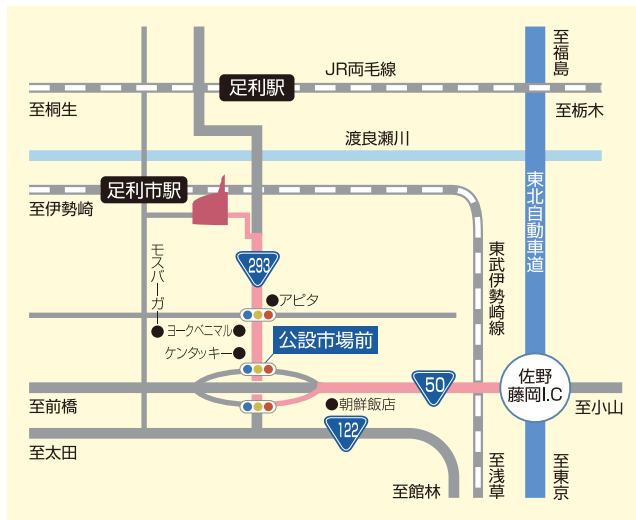 至福島
JR両毛線
足利駅
至桐生
至栃木
渡良瀬川
足利市駅
至伊勢崎
東北自動車道
モスバーガー
293
東武伊勢崎線
アピタ
ヨークベニマル
公設市場前
ケンタッキー
佐野
藤岡I.C
50
至前橋
朝鮮飯店
至小山
122
至太田
至館林
至浅草
至東京